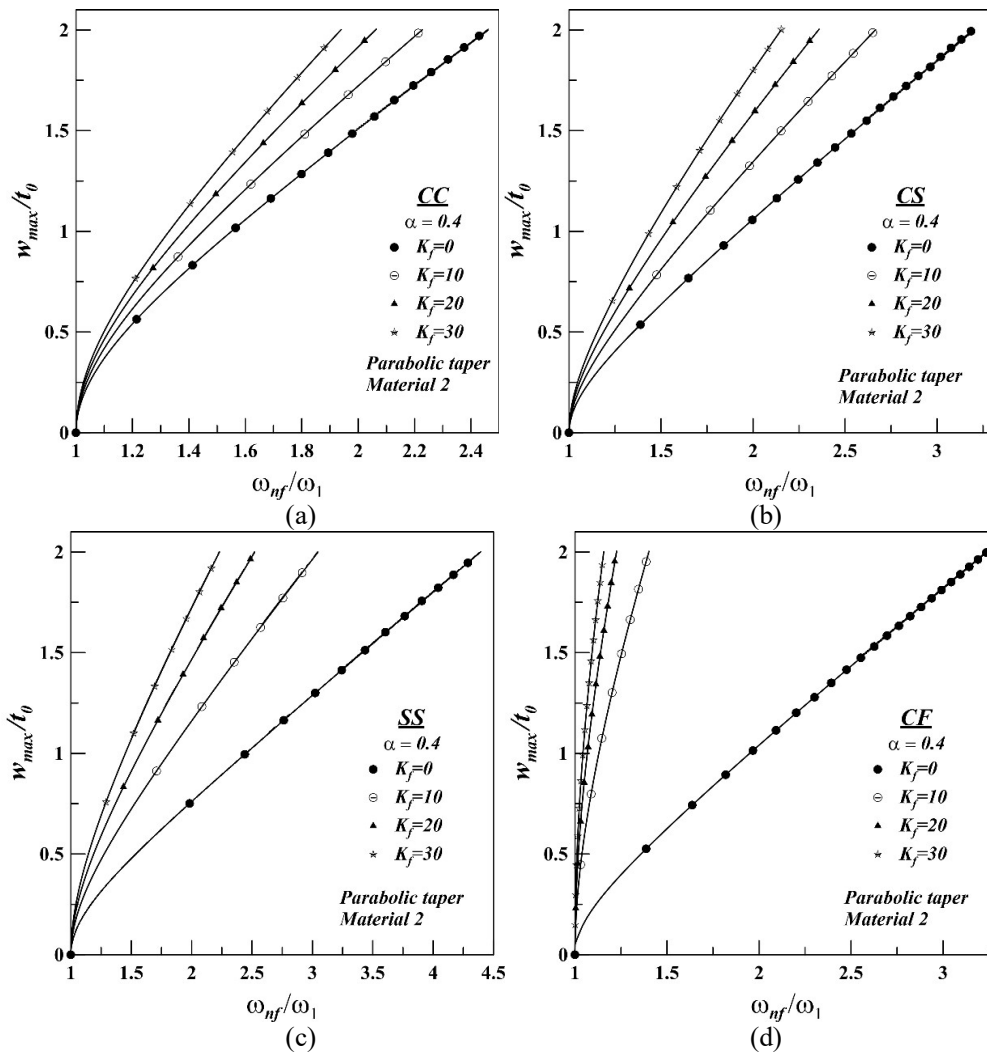 2
1.5
1
0.5
0
w_max/t_0
CC
α = 0.4
K_f=0
K_f=10
K_f=20
K_f=30
Parabolic taper
Material 2
1 1.2 1.4 1.6 1.8 2 2.2 2.4
ω_nf/ω_1
(a)
2
1.5
1
0.5
0
w_max/t_0
CS
α = 0.4
K_f=0
K_f=10
K_f=20
K_f=30
Parabolic taper
Material 2
1 1.5 2 2.5 3
ω_nf/ω_1
(b)
2
1.5
1
0.5
0
w_max/t_0
SS
α = 0.4
K_f=0
K_f=10
K_f=20
K_f=30
Parabolic taper
Material 2
1 1.5 2 2.5 3 3.5 4 4.5
ω_nf/ω_1
(c)
2
1.5
1
0.5
0
w_max/t_0
CF
α = 0.4
K_f=0
K_f=10
K_f=20
K_f=30
Parabolic taper
Material 2
1 1.5 2 2.5 3
ω_nf/ω_1
(d)